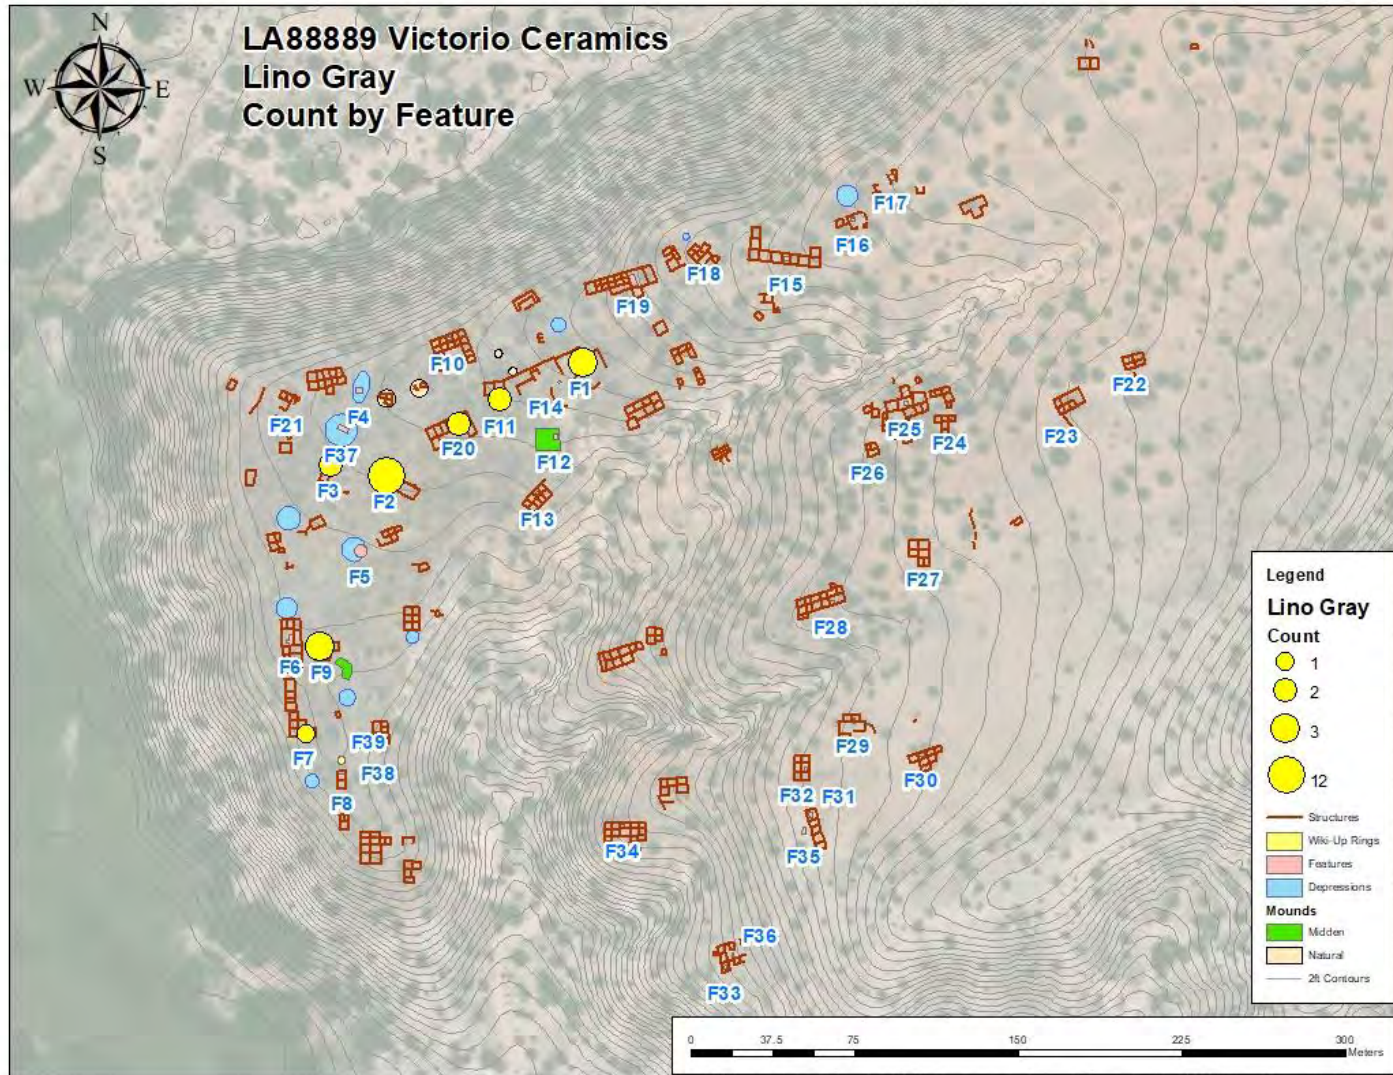 N
W E
S
LA88889 Victorio Ceramics
Lino Gray
Count by Feature
F17
F16
F18
F15
F19
F10
F1
F22
F4
F21
F14
F11
F20
F25
F24
F23
F37
F12
F26
F3
F2
F13
F5
F27
F28
F6
F9
F39
F29
F7
F38
F30
F8
F32
F31
F34
F35
F36
F33
Legend
Lino Gray
Count
1
2
3
12
Structures
Wiki-Up Rings
Features
Depressions
Mounds
Midden
Natural
2ft Contours
0 37.5 75 150 225 300
Meters